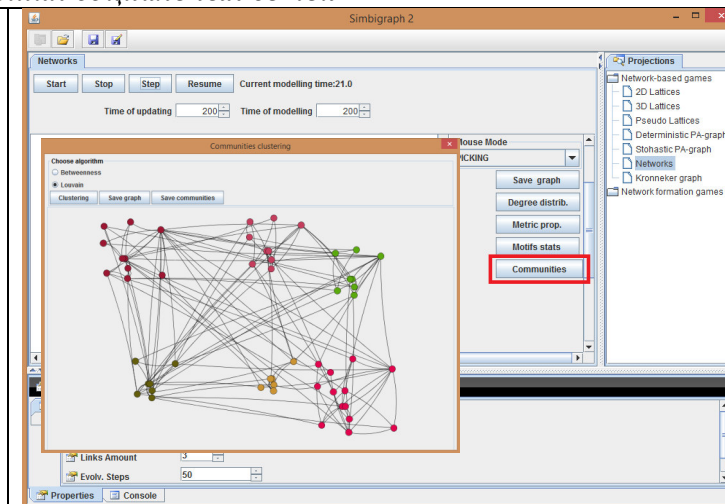 Simbigraph 2
Networks
Start Stop Step Resume Current modelling time:21.0
Time of updating 200 Time of modelling 200
Communities clustering
Choose algorithm
Betweenness
Louvain
Clustering Save graph Save communities
Mouse Mode
PICKING
Save graph
Degree distrib.
Metric prop.
Motifs stats
Communities
Projections
Network-based games
2D Lattices
3D Lattices
Pseudo Lattices
Deterministic PA-graph
Stohastic PA-graph
Networks
Kronneker graph
Network formation games
Links Amount 3
Evolv. Steps 50
Properties Console